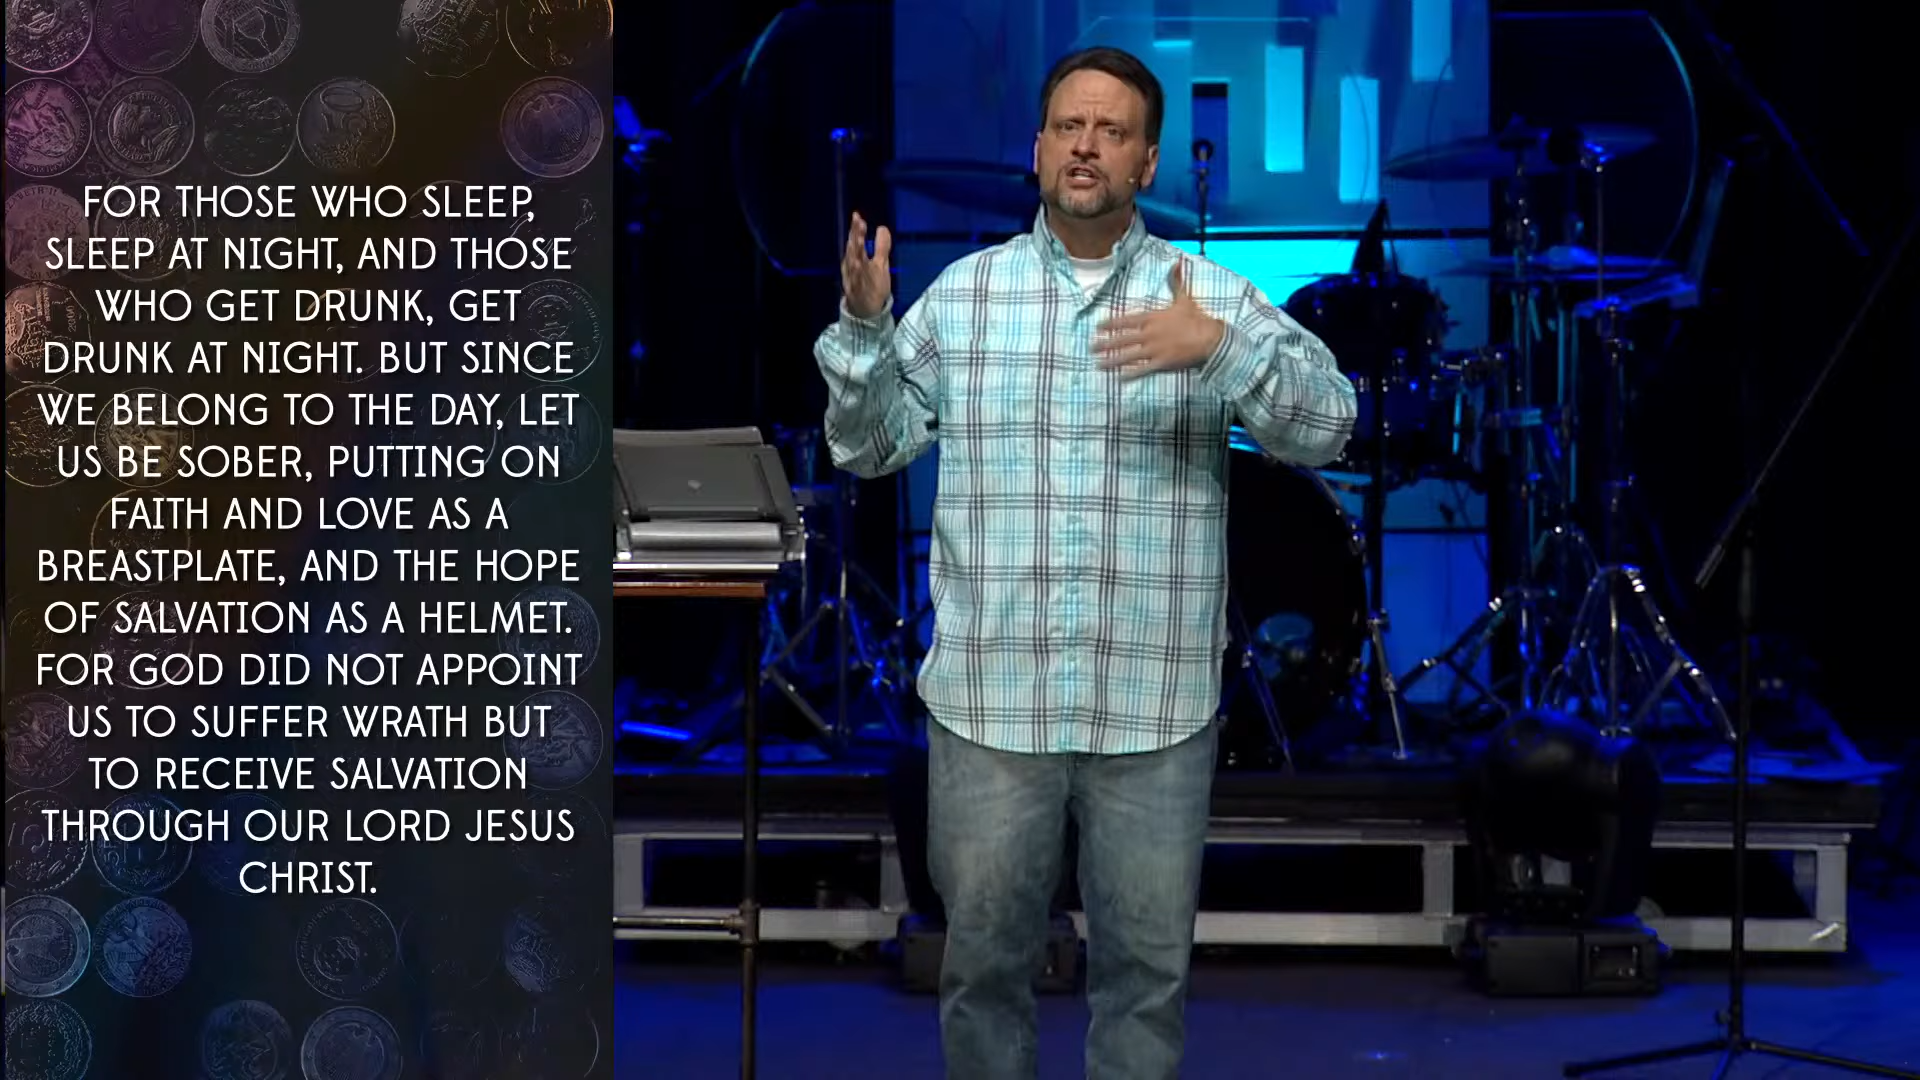 FOR THOSE WHO SLEEP,
SLEEP AT NIGHT, AND THOSE
WHO GET DRUNK, GET
DRUNK AT NIGHT. BUT SINCE
WE BELONG TO THE DAY, LET
US BE SOBER, PUTTING ON
FAITH AND LOVE AS A
BREASTPLATE, AND THE HOPE
OF SALVATION AS A HELMET.
FOR GOD DID NOT APPOINT
US TO SUFFER WRATH BUT
TO RECEIVE SALVATION
THROUGH OUR LORD JESUS
CHRIST.